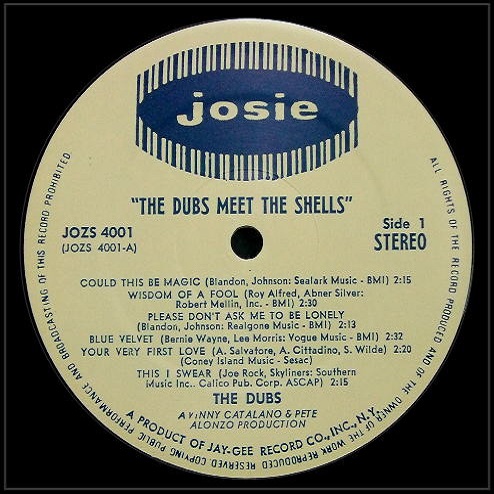 josie
"THE DUBS MEET THE SHELLS"
JOZS 4001
(JOZS 4001-A)
Side 1
STEREO
COULD THIS BE MAGIC (Blandon, Johnson: Sealark Music - BMI) 2:15
WISDOM OF A FOOL (Roy Alfred, Abner Silver:
Robert Mellin, Inc. - BMI) 2:30
PLEASE DON'T ASK ME TO BE LONELY
(Blandon, Johnson: Realgone Music - BMI) 2:13
BLUE VELVET (Bernie Wayne, Lee Morris: Vogue Music - BMI) 2:32
YOUR VERY FIRST LOVE (A. Salvatore, A. Cittadino, S. Wilde) 2:20
(Coney Island Music - Sesac)
THIS I SWEAR (Joe Rock, Skyliners: Southern
Music Inc.. Calico Pub. Corp. ASCAP) 2:15
THE DUBS
A VINNY CATALANO & PETE
ALONZO PRODUCTION
A PRODUCT OF JAY-GEE RECORD CO., INC., N.Y.
ALL RIGHTS OF THE RECORD PRODUCED AND OF THE OWNER OF THE WORK REPRODUCED RESERVED. COPYING PUBLIC PERFORMANCE AND BROADCASTING OF THIS RECORD PROHIBITED.